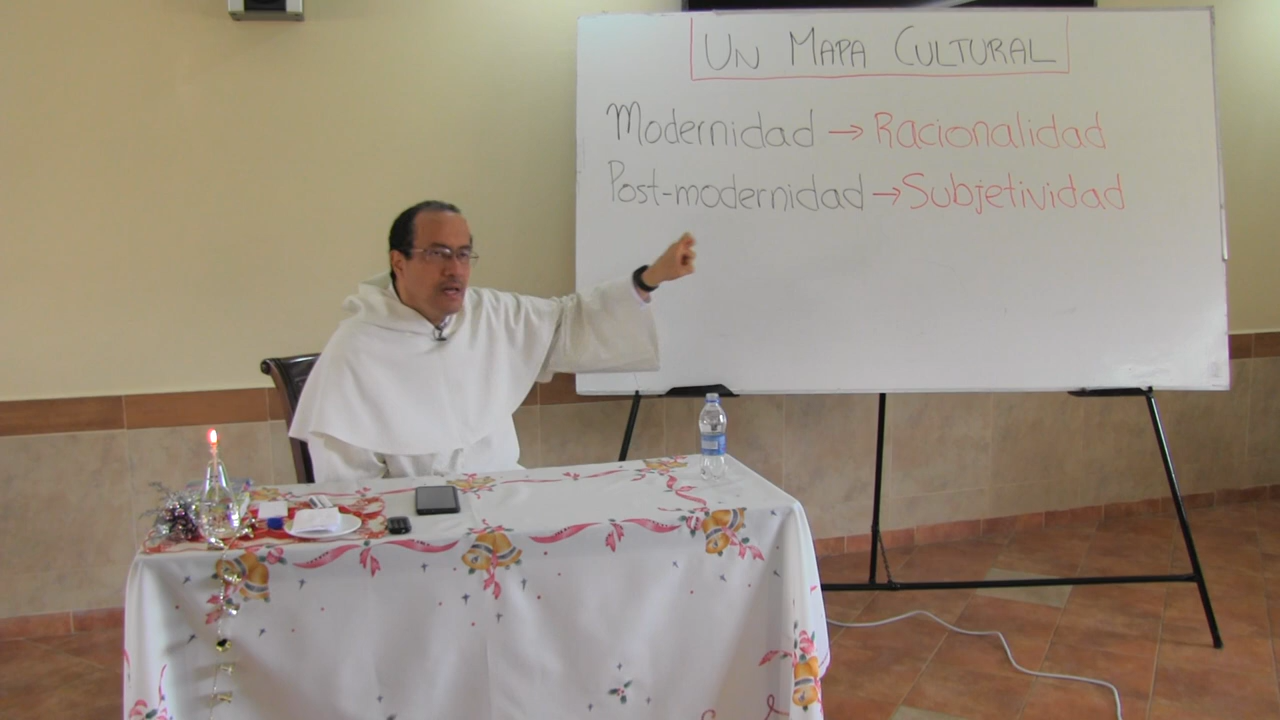 UN MAPA CULTURAL
Modernidad → Racionalidad
Post-modernidad → Subjetividad